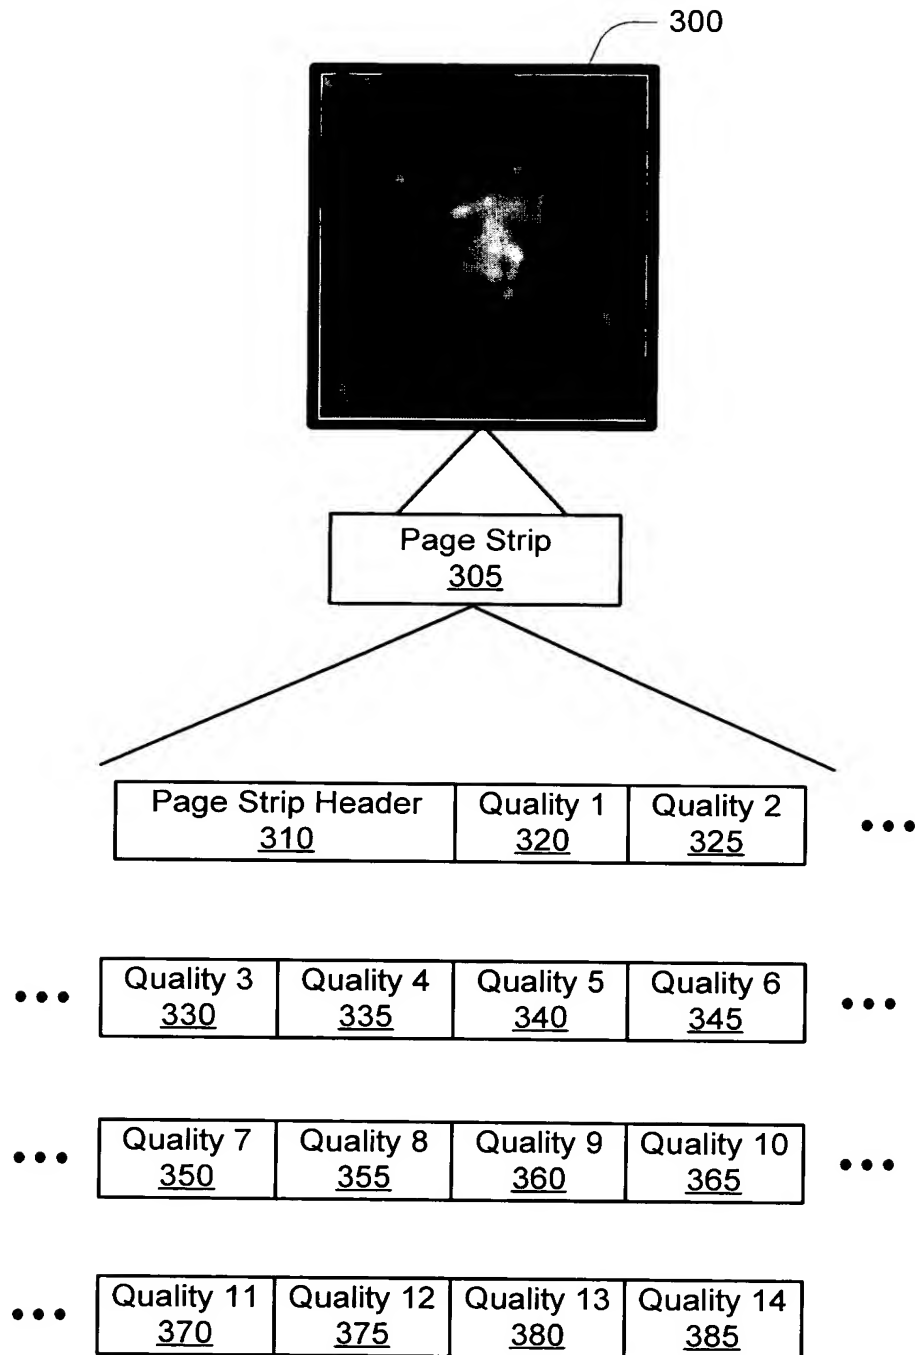 300
Page Strip
305
Page Strip Header
310
Quality 1
320
Quality 2
325
•••
•••
Quality 3
330
Quality 4
335
Quality 5
340
Quality 6
345
•••
•••
Quality 7
350
Quality 8
355
Quality 9
360
Quality 10
365
•••
•••
Quality 11
370
Quality 12
375
Quality 13
380
Quality 14
385